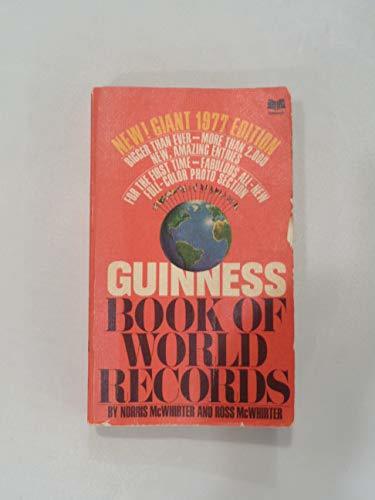 NEW! GIANT 1977 EDITION
BIGGER THAN EVER—MORE THAN 2,000
NEW, AMAZING ENTRIES
FOR THE FIRST TIME—FABULOUS ALL-NEW
FULL-COLOR PHOTO SECTION
GUINNESS
BOOK OF
WORLD
RECORDS
BY NORRIS McWHIRTER AND ROSS McWHIRTER